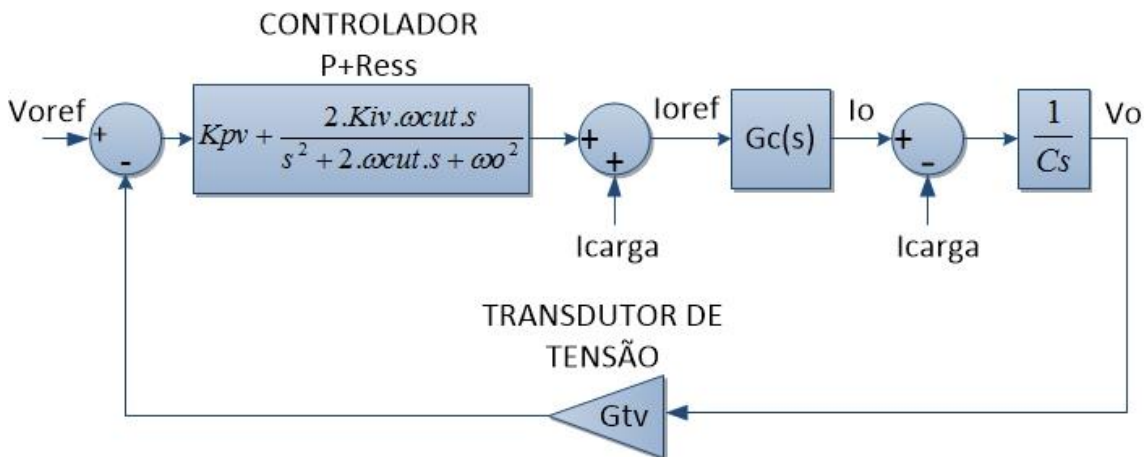 CONTROLADOR
P+Ress
Voref
+
-
Kpv + 2.Kiv.ωcut.s / s² + 2.ωcut.s + ωo²
+
+
Ioref
Gc(s)
Io
+
-
1 / Cs
Vo
Icarga
Icarga
TRANSDUTOR DE
TENSÃO
Gtv